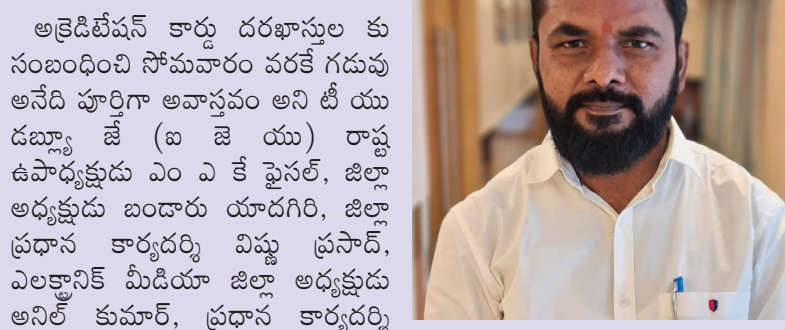 అక్రెడిటేషన్ కార్డు దరఖాస్తుల కు
సంబంధించి సోమవారం వరకే గడువు
అనేది పూర్తిగా అవాస్తవం అని టీ యు
డబ్ల్యూ జే (ఐ జె యు) రాష్ట
ఉపాధ్యక్షుడు ఎం ఎ కే ఫైసల్, జిల్లా
అధ్యక్షుడు బండారు యాదగిరి, జిల్లా
ప్రధాన కార్యదర్శి విష్ణు ప్రసాద్,
ఎలక్ట్రానిక్ మీడియా జిల్లా అధ్యక్షుడు
అనిల్ కుమార్, ప్రధాన కార్యదర్శి